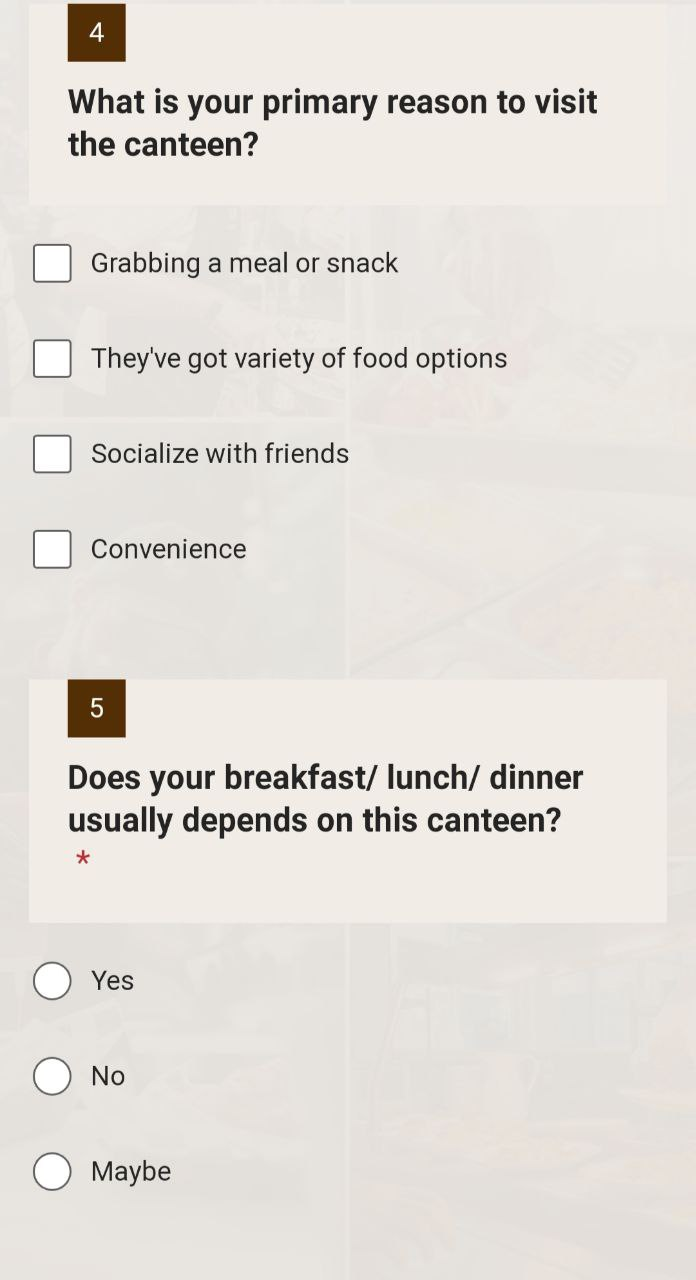 4
What is your primary reason to visit
the canteen?
Grabbing a meal or snack
They've got variety of food options
Socialize with friends
Convenience
5
Does your breakfast/ lunch/ dinner
usually depends on this canteen?
*
Yes
No
Maybe